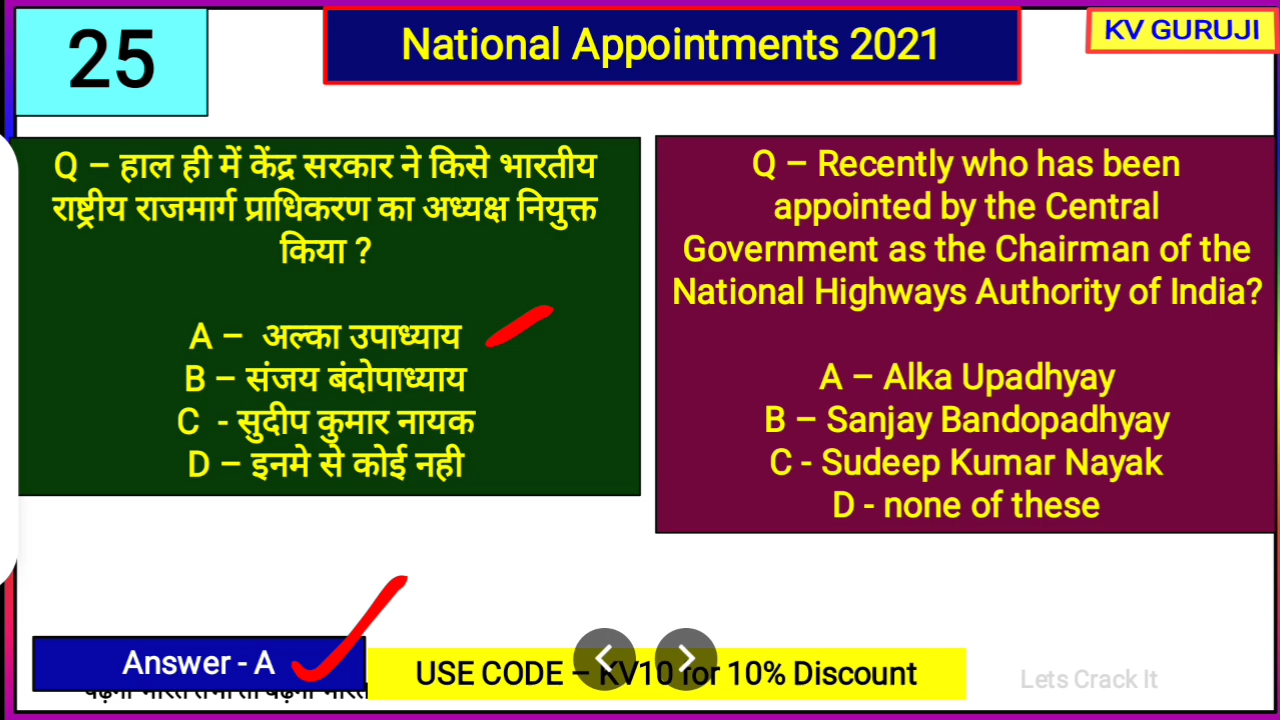 25
National Appointments 2021
KV GURUJI
Q – हाल ही में केंद्र सरकार ने किसे भारतीय
राष्ट्रीय राजमार्ग प्राधिकरण का अध्यक्ष नियुक्त
किया ?
A – अल्का उपाध्याय
B – संजय बंदोपाध्याय
C - सुदीप कुमार नायक
D – इनमे से कोई नही
Q – Recently who has been
appointed by the Central
Government as the Chairman of the
National Highways Authority of India?
A – Alka Upadhyay
B – Sanjay Bandopadhyay
C - Sudeep Kumar Nayak
D - none of these
Answer - A
USE CODE – KV10 for 10% Discount
Lets Crack It